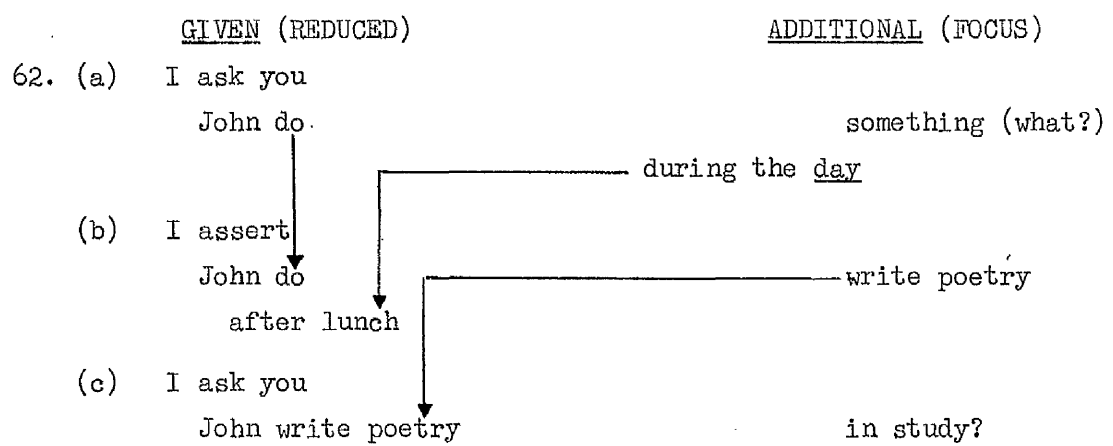 GIVEN (REDUCED) ADDITIONAL (FOCUS)
62. (a) I ask you
John do. something (what?)
during the day
(b) I assert
John do write poetry
after lunch
(c) I ask you
John write poetry in study?